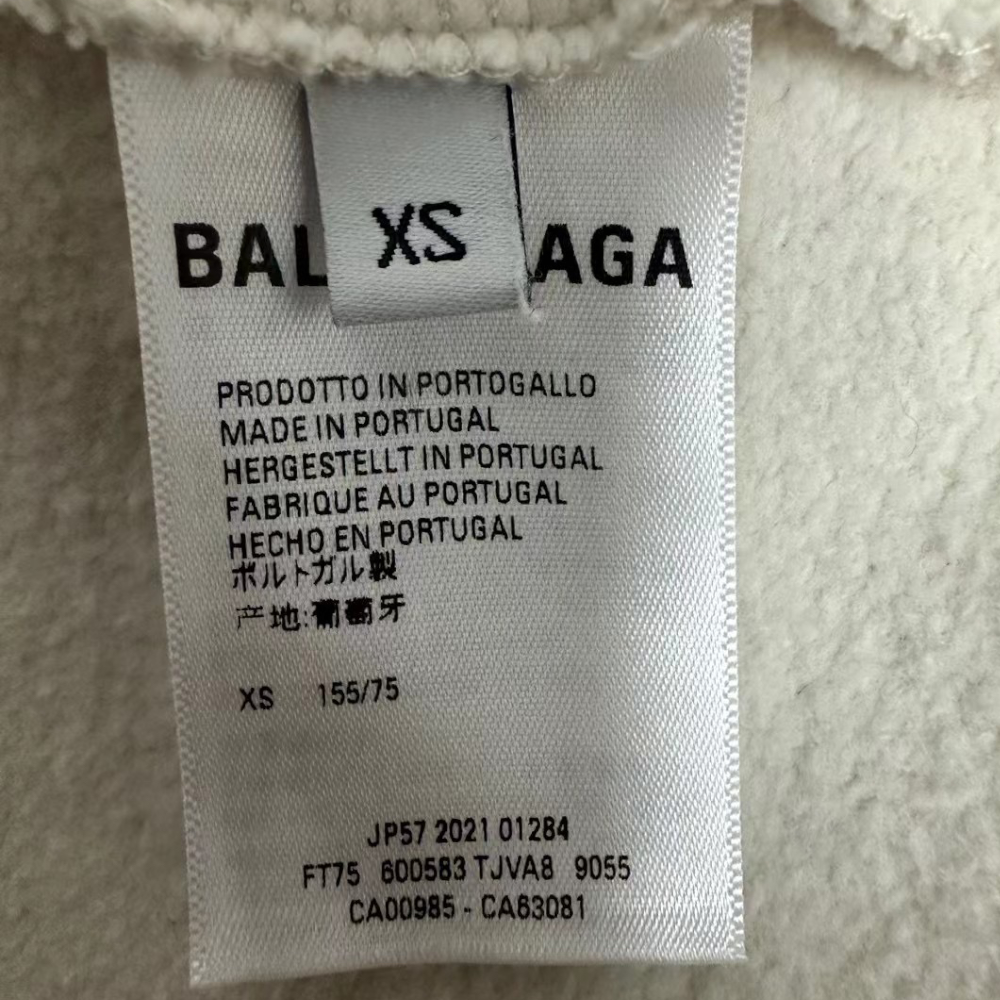 XS
BAL AGA
PRODOTTO IN PORTOGALLO
MADE IN PORTUGAL
HERGESTELLT IN PORTUGAL
FABRIQUE AU PORTUGAL
HECHO EN PORTUGAL
ポルトガル製
产地:葡萄牙
XS 155/75
JP57 2021 01284
FT75 600583 TJVA8 9055
CA00985 - CA63081